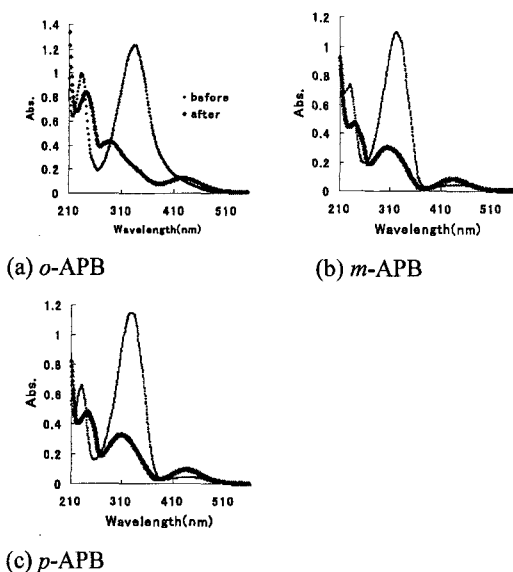 1.4
1.2
1
0.8
0.6
0.4
0.2
0
Abs.
before
after
210 310 410 510
Wavelength(nm)
(a) o-APB
1.2
1
0.8
0.6
0.4
0.2
0
Abs.
210 310 410 510
Wavelength(nm)
(b) m-APB
1.2
1
0.8
0.6
0.4
0.2
0
Abs.
210 310 410 510
Wavelength(nm)
(c) p-APB